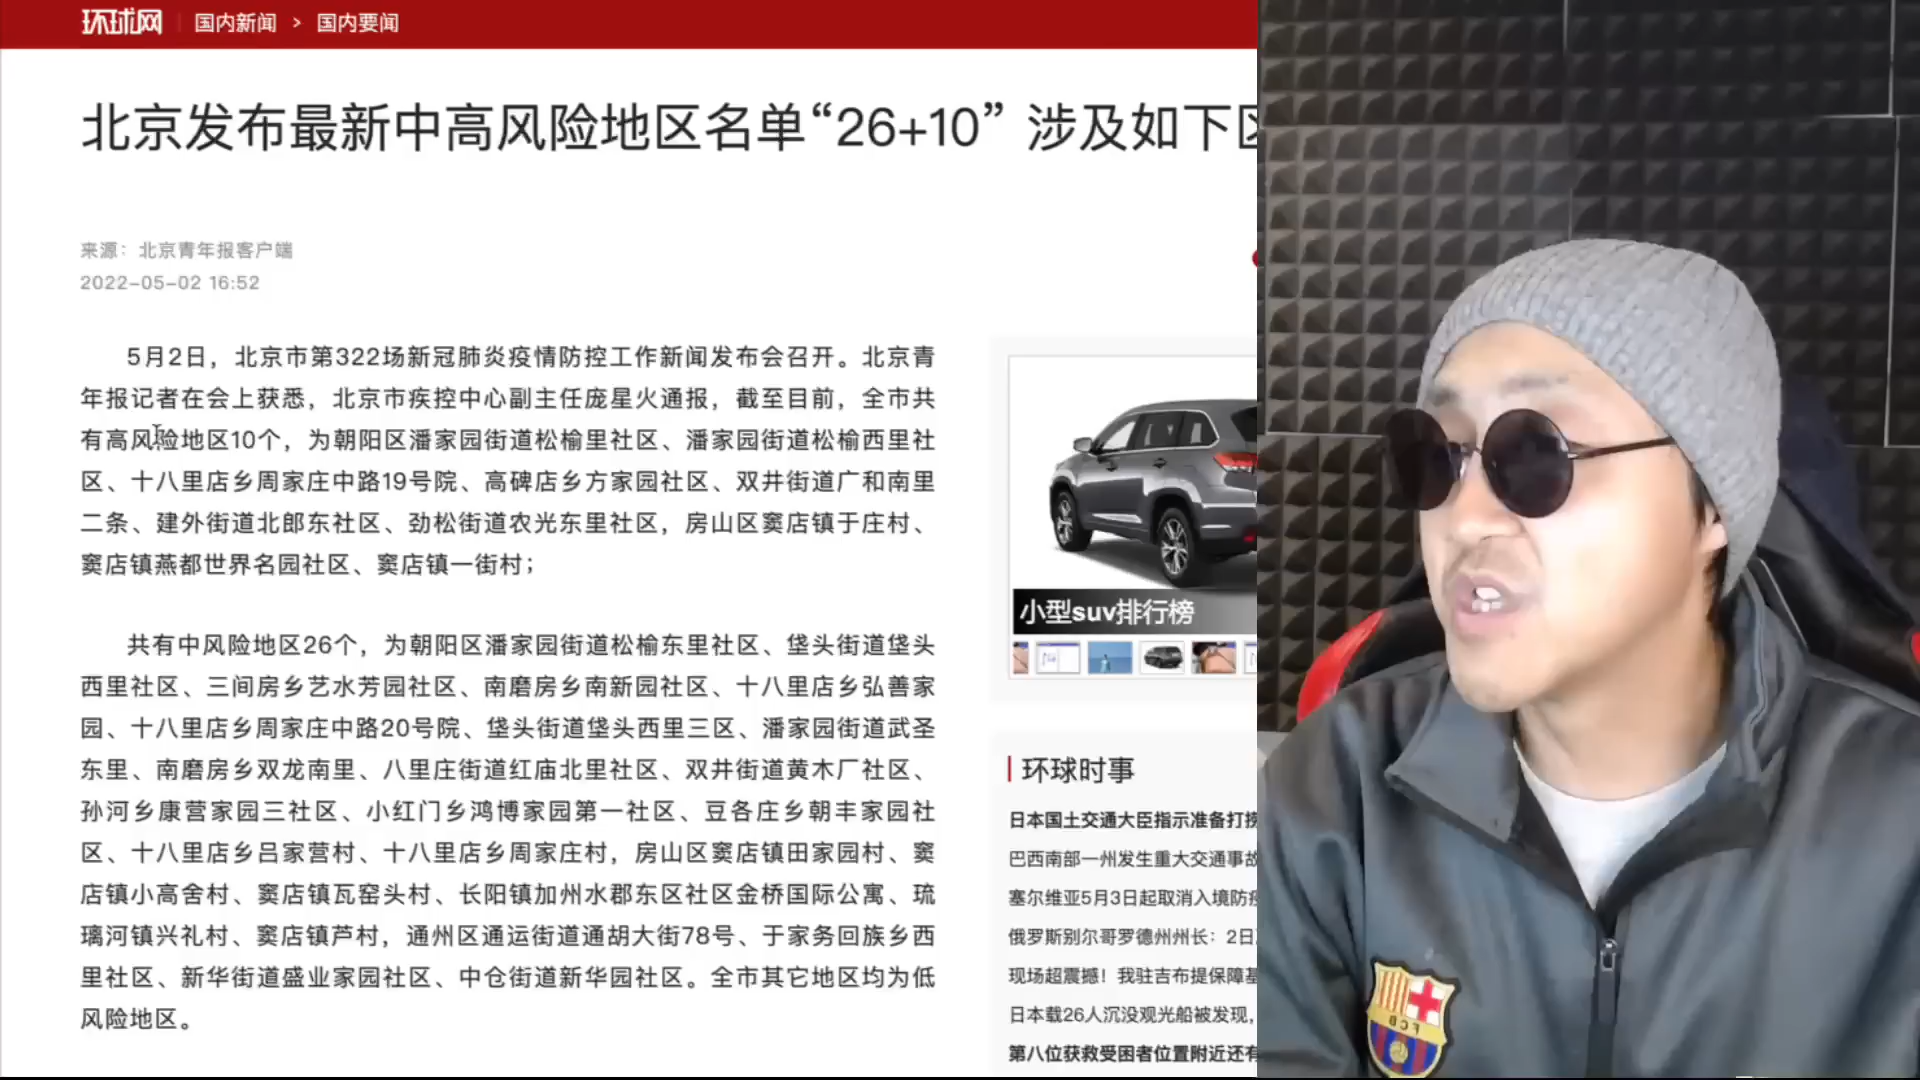 环球网 国内新闻 > 国内要闻
北京发布最新中高风险地区名单“26+10” 涉及如下
来源：北京青年报客户端
2022-05-02 16:52
5月2日，北京市第322场新冠肺炎疫情防控工作新闻发布会召开。北京青
年报记者在会上获悉，北京市疾控中心副主任庞星火通报，截至目前，全市共
有高风险地区10个，为朝阳区潘家园街道松榆里社区、潘家园街道松榆西里社
区、十八里店乡周家庄中路19号院、高碑店乡方家园社区、双井街道广和南里
二条、建外街道北郎东社区、劲松街道农光东里社区，房山区窦店镇于庄村、
窦店镇燕都世界名园社区、窦店镇一街村；
共有中风险地区26个，为朝阳区潘家园街道松榆东里社区、垡头街道垡头
西里社区、三间房乡艺水芳园社区、南磨房乡南新园社区、十八里店乡弘善家
园、十八里店乡周家庄中路20号院、垡头街道垡头西里三区、潘家园街道武圣
东里、南磨房乡双龙南里、八里庄街道红庙北里社区、双井街道黄木厂社区、
孙河乡康营家园三社区、小红门乡鸿博家园第一社区、豆各庄乡朝丰家园社
区、十八里店乡吕家营村、十八里店乡周家庄村，房山区窦店镇田家园村、窦
店镇小高舍村、窦店镇瓦窑头村、长阳镇加州水郡东区社区金桥国际公寓、琉
璃河镇兴礼村、窦店镇芦村，通州区通运街道通胡大街78号、于家务回族乡西
里社区、新华街道盛业家园社区、中仓街道新华园社区。全市其它地区均为低
风险地区。
小型suv排行榜
环球时事
日本国土交通大臣指示准备打捞
巴西南部一州发生重大交通事故
塞尔维亚5月3日起取消入境防疫
俄罗斯别尔哥罗德州州长：2日
现场超震撼！我驻吉布提保障基
日本载26人沉没观光船被发现，
第八位获救受困者位置附近还有
FCB